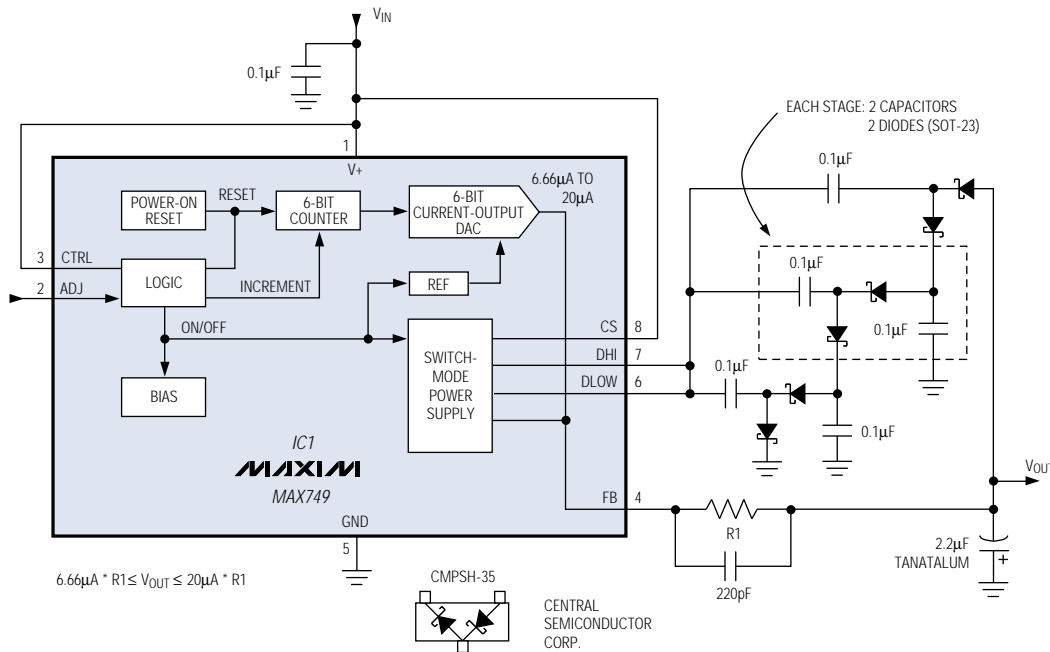 VIN
0.1µF
EACH STAGE: 2 CAPACITORS
2 DIODES (SOT-23)
1
V+
6.66µA TO
20µA
0.1µF
POWER-ON
RESET
RESET
6-BIT
COUNTER
6-BIT
CURRENT-OUTPUT
DAC
3
CTRL
2
ADJ
LOGIC
INCREMENT
REF
0.1µF
ON/OFF
CS
8
0.1µF
BIAS
SWITCH-
MODE
POWER
SUPPLY
DHI
7
DLOW
6
0.1µF
0.1µF
IC1
MAXIM
MAX749
FB
4
VOUT
R1
GND
5
220pF
2.2µF
TANATALUM
+
6.66µA * R1 ≤ VOUT ≤ 20µA * R1
CMPSH-35
CENTRAL
SEMICONDUCTOR
CORP.